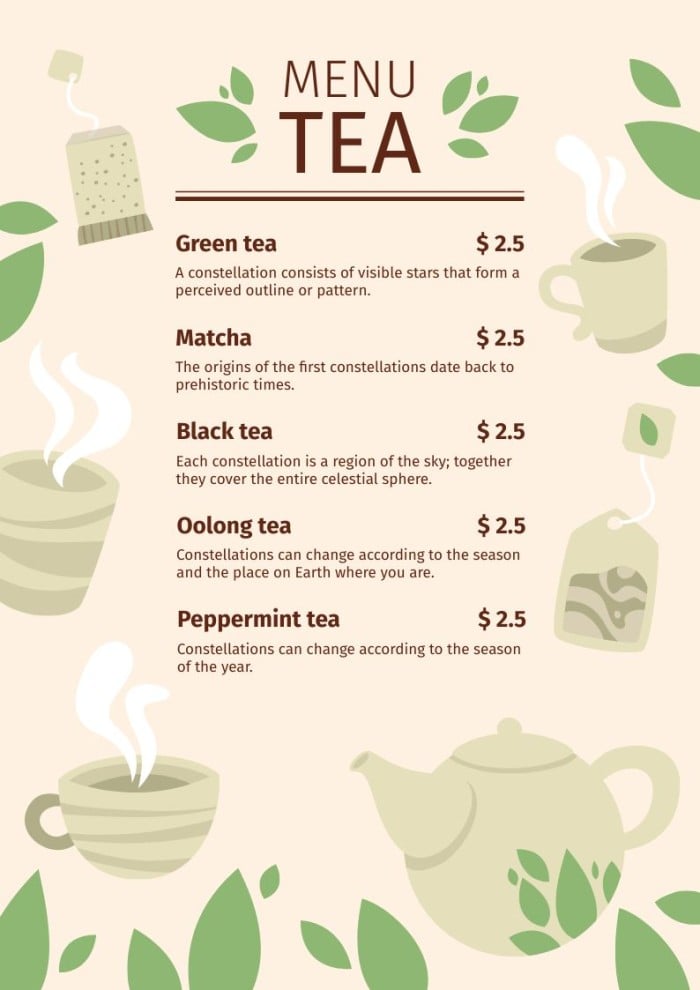 MENU
TEA
Green tea $ 2.5
A constellation consists of visible stars that form a
perceived outline or pattern.
Matcha $ 2.5
The origins of the first constellations date back to
prehistoric times.
Black tea $ 2.5
Each constellation is a region of the sky; together
they cover the entire celestial sphere.
Oolong tea $ 2.5
Constellations can change according to the season
and the place on Earth where you are.
Peppermint tea $ 2.5
Constellations can change according to the season
of the year.